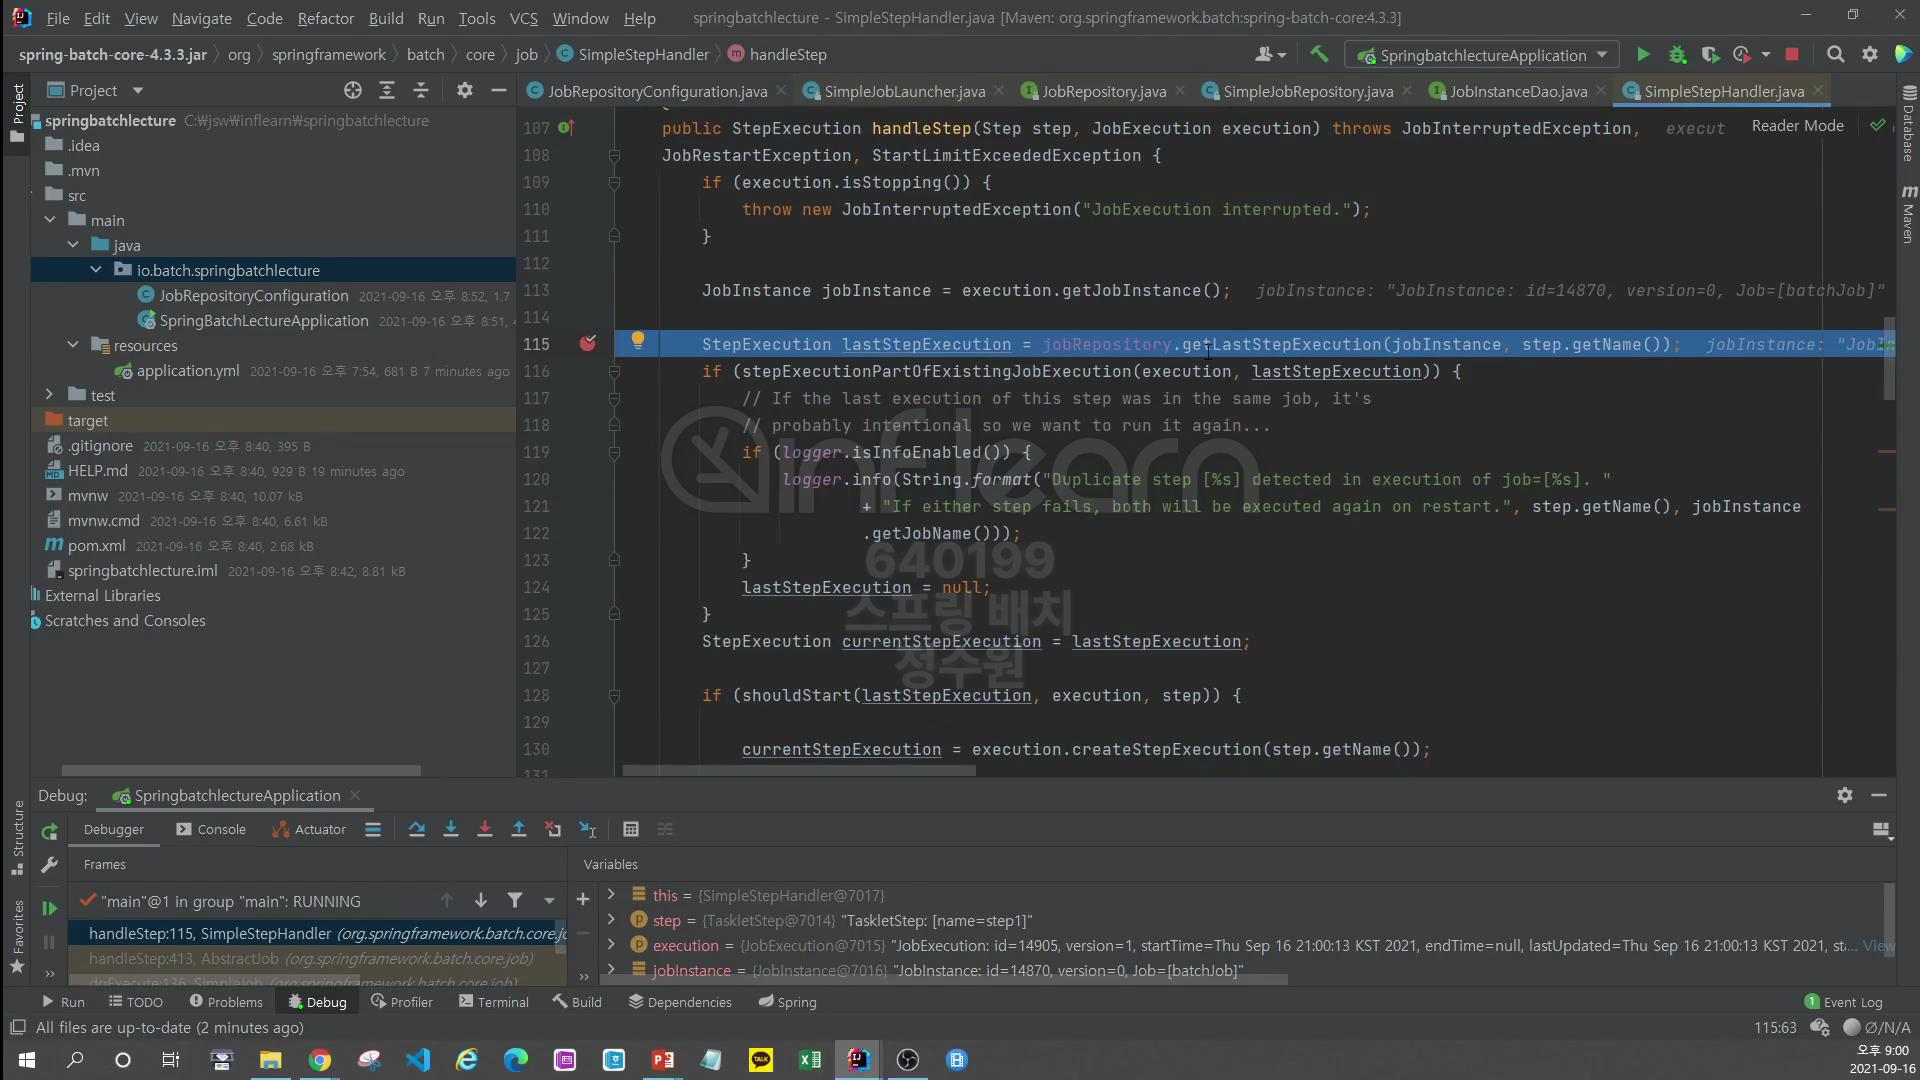 File Edit View Navigate Code Refactor Build Run Tools VCS Window Help springbatchlecture - SimpleStepHandler.java [Maven: org.springframework.batch:spring-batch-core:4.3.3]
spring-batch-core-4.3.3.jar org springframework batch core job SimpleStepHandler handleStep SpringbatchlectureApplication
Project JobRepositoryConfiguration.java SimpleJobLauncher.java JobRepository.java SimpleJobRepository.java JobInstanceDao.java SimpleStepHandler.java
springbatchlecture C:\jsw\inflearn\springbatchlecture
.idea
.mvn
src
main
java
io.batch.springbatchlecture
JobRepositoryConfiguration 2021-09-16 오후 8:52, 1.7
SpringBatchLectureApplication 2021-09-16 오후 8:51,
resources
application.yml 2021-09-16 오후 7:54, 681 B 7 minutes ago
test
target
.gitignore 2021-09-16 오후 8:40, 395 B
HELP.md 2021-09-16 오후 8:40, 929 B 19 minutes ago
mvnw 2021-09-16 오후 8:40, 10.07 kB
mvnw.cmd 2021-09-16 오후 8:40, 6.61 kB
pom.xml 2021-09-16 오후 8:40, 2.68 kB
springbatchlecture.iml 2021-09-16 오후 8:42, 8.81 kB
External Libraries
Scratches and Consoles
Project
Structure
Favorites
Database
Maven
Reader Mode
107 public StepExecution handleStep(Step step, JobExecution execution) throws JobInterruptedException, execut
108 JobRestartException, StartLimitExceededException {
109 if (execution.isStopping()) {
110 throw new JobInterruptedException("JobExecution interrupted.");
111 }
112
113 JobInstance jobInstance = execution.getJobInstance(); jobInstance: "JobInstance: id=14870, version=0, Job=[batchJob]"
114
115 StepExecution lastStepExecution = jobRepository.getLastStepExecution(jobInstance, step.getName()); jobInstance: "JobIn
116 if (stepExecutionPartOfExistingJobExecution(execution, lastStepExecution)) {
117 // If the last execution of this step was in the same job, it's
118 // probably intentional so we want to run it again...
119 if (logger.isInfoEnabled()) {
120 logger.info(String.format("Duplicate step [%s] detected in execution of job=[%s]. "
121 + "If either step fails, both will be executed again on restart.", step.getName(), jobInstance
122 .getJobName()));
123 }
124 lastStepExecution = null;
125 }
126 StepExecution currentStepExecution = lastStepExecution;
127
128 if (shouldStart(lastStepExecution, execution, step)) {
129
130 currentStepExecution = execution.createStepExecution(step.getName());
131
inflearn
640199
스프링 배치
정수원
Debug: SpringbatchlectureApplication
Debugger Console Actuator
Frames Variables
"main"@1 in group "main": RUNNING
handleStep:115, SimpleStepHandler (org.springframework.batch.core.jo
handleStep:413, AbstractJob (org.springframework.batch.core.job)
doExecute:136, SimpleJob (org.springframework.batch.core.job)
this = {SimpleStepHandler@7017}
step = {TaskletStep@7014} "TaskletStep: [name=step1]"
execution = {JobExecution@7015} "JobExecution: id=14905, version=1, startTime=Thu Sep 16 21:00:13 KST 2021, endTime=null, lastUpdated=Thu Sep 16 21:00:13 KST 2021, sta... View
jobInstance = {JobInstance@7016} "JobInstance: id=14870, version=0, Job=[batchJob]"
Run TODO Problems Debug Profiler Terminal Build Dependencies Spring 1 Event Log
All files are up-to-date (2 minutes ago) 115:63 Ø/N/A
오후 9:00
2021-09-16